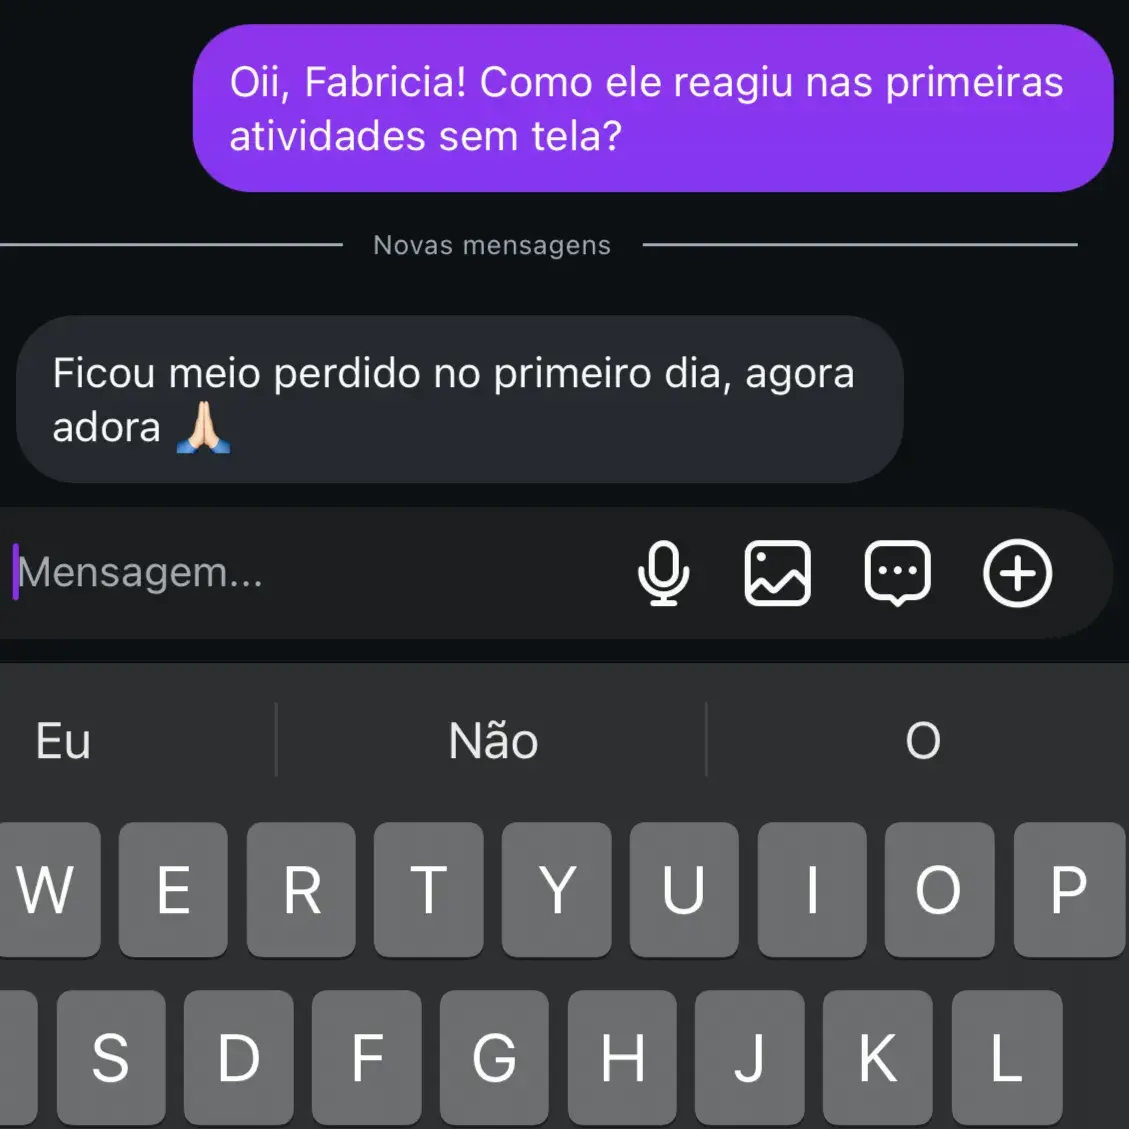 Oii, Fabricia! Como ele reagiu nas primeiras
atividades sem tela?
Novas mensagens
Ficou meio perdido no primeiro dia, agora
adora 🙏🏻
Mensagem...
Eu Não O
W E R T Y U I O P
S D F G H J K L